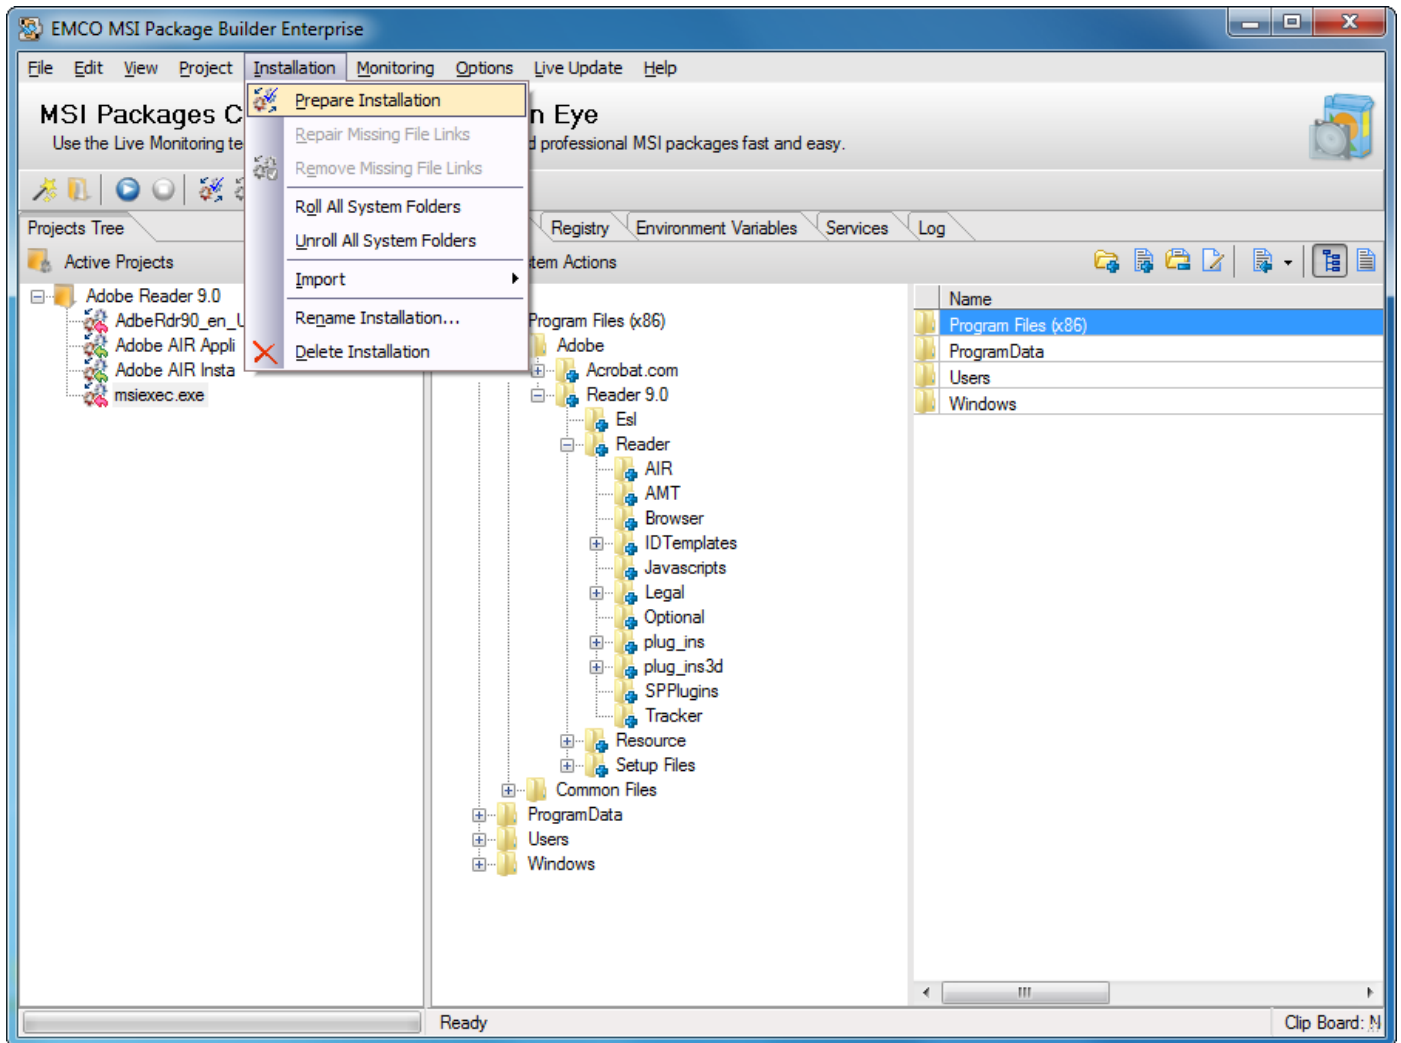 EMCO MSI Package Builder Enterprise
File Edit View Project Installation Monitoring Options Live Update Help
MSI Packages C
n Eye
Use the Live Monitoring te
d professional MSI packages fast and easy.
Prepare Installation
Repair Missing File Links
Remove Missing File Links
Roll All System Folders
Unroll All System Folders
Import
Rename Installation...
Delete Installation
Projects Tree
Registry Environment Variables Services Log
Active Projects
tem Actions
Adobe Reader 9.0
AdbeRdr90_en_U
Adobe AIR Appli
Adobe AIR Insta
msiexec.exe
Program Files (x86)
Adobe
Acrobat.com
Reader 9.0
Esl
Reader
AIR
AMT
Browser
IDTemplates
Javascripts
Legal
Optional
plug_ins
plug_ins3d
SPPlugins
Tracker
Resource
Setup Files
Common Files
ProgramData
Users
Windows
Name
Program Files (x86)
ProgramData
Users
Windows
Ready
Clip Board: N